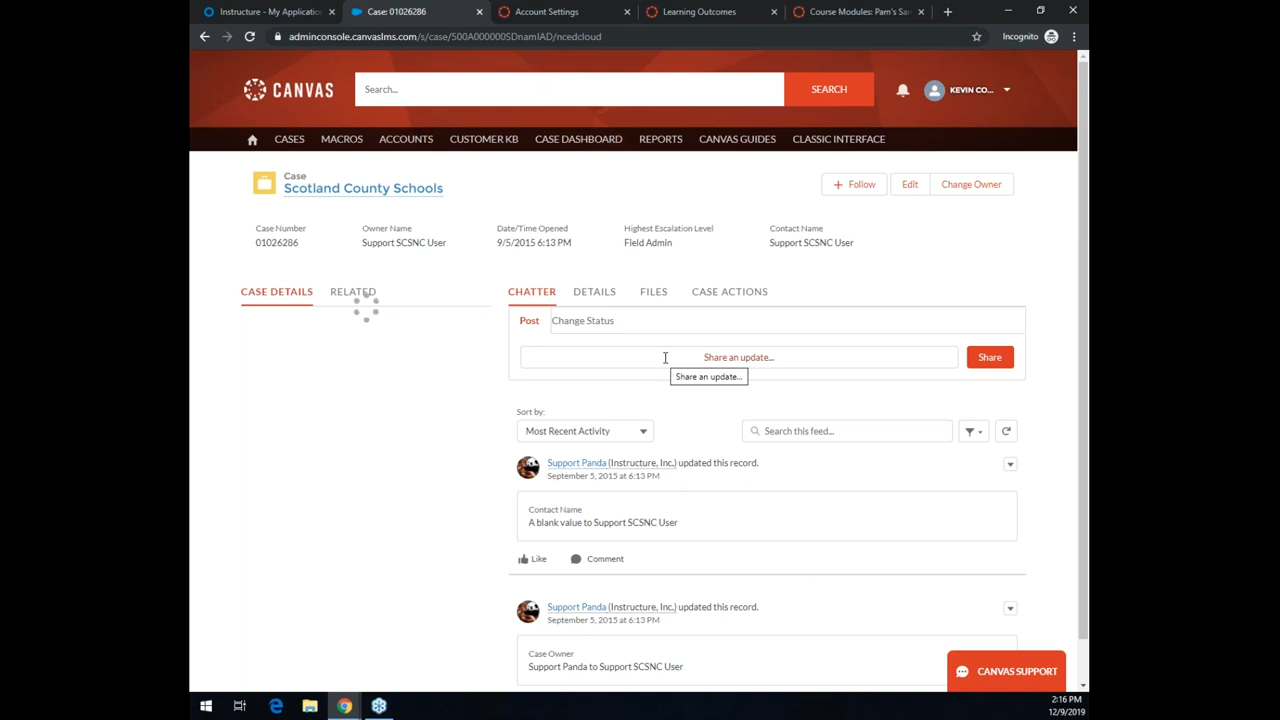 Instructure - My Application
Case: 01026286
Account Settings
Learning Outcomes
Course Modules: Pam's San
adminconsole.canvaslms.com/s/case/500A000000SDnamIAD/ncedcloud
Incognito
CANVAS
Search...
SEARCH
KEVIN CO...
CASES
MACROS
ACCOUNTS
CUSTOMER KB
CASE DASHBOARD
REPORTS
CANVAS GUIDES
CLASSIC INTERFACE
Case
Scotland County Schools
Follow
Edit
Change Owner
Case Number
Owner Name
Date/Time Opened
Highest Escalation Level
Contact Name
01026286
Support SCSNC User
9/5/2015 6:13 PM
Field Admin
Support SCSNC User
CASE DETAILS
RELATED
CHATTER
DETAILS
FILES
CASE ACTIONS
Post
Change Status
Share an update...
Share
Share an update...
Sort by:
Most Recent Activity
Search this feed...
Support Panda (Instructure, Inc.) updated this record.
September 5, 2015 at 6:13 PM
Contact Name
A blank value to Support SCSNC User
Like
Comment
Support Panda (Instructure, Inc.) updated this record.
September 5, 2015 at 6:13 PM
Case Owner
Support Panda to Support SCSNC User
CANVAS SUPPORT
2:16 PM
12/9/2019